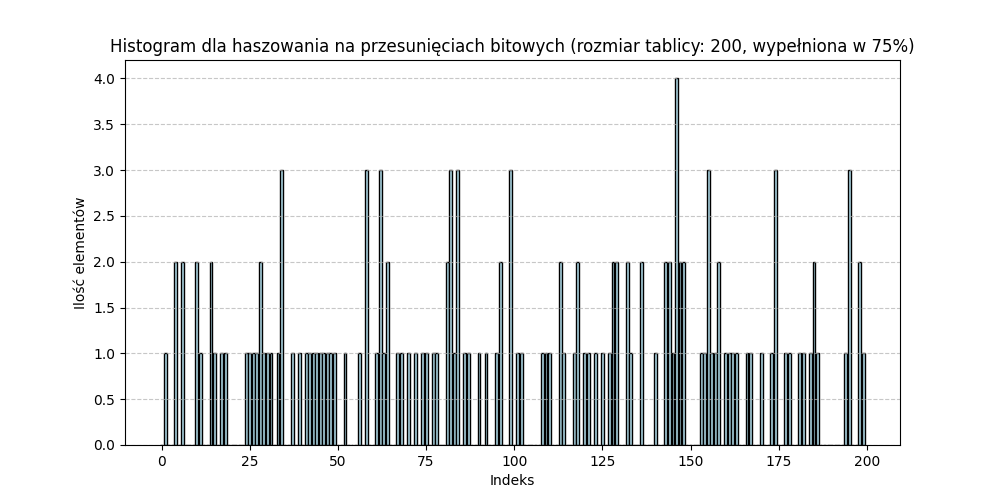 Histogram dla haszowania na przesunięciach bitowych (rozmiar tablicy: 200, wypełniona w 75%)
Ilość elementów
4.0
3.5
3.0
2.5
2.0
1.5
1.0
0.5
0.0
0 25 50 75 100 125 150 175 200
Indeks